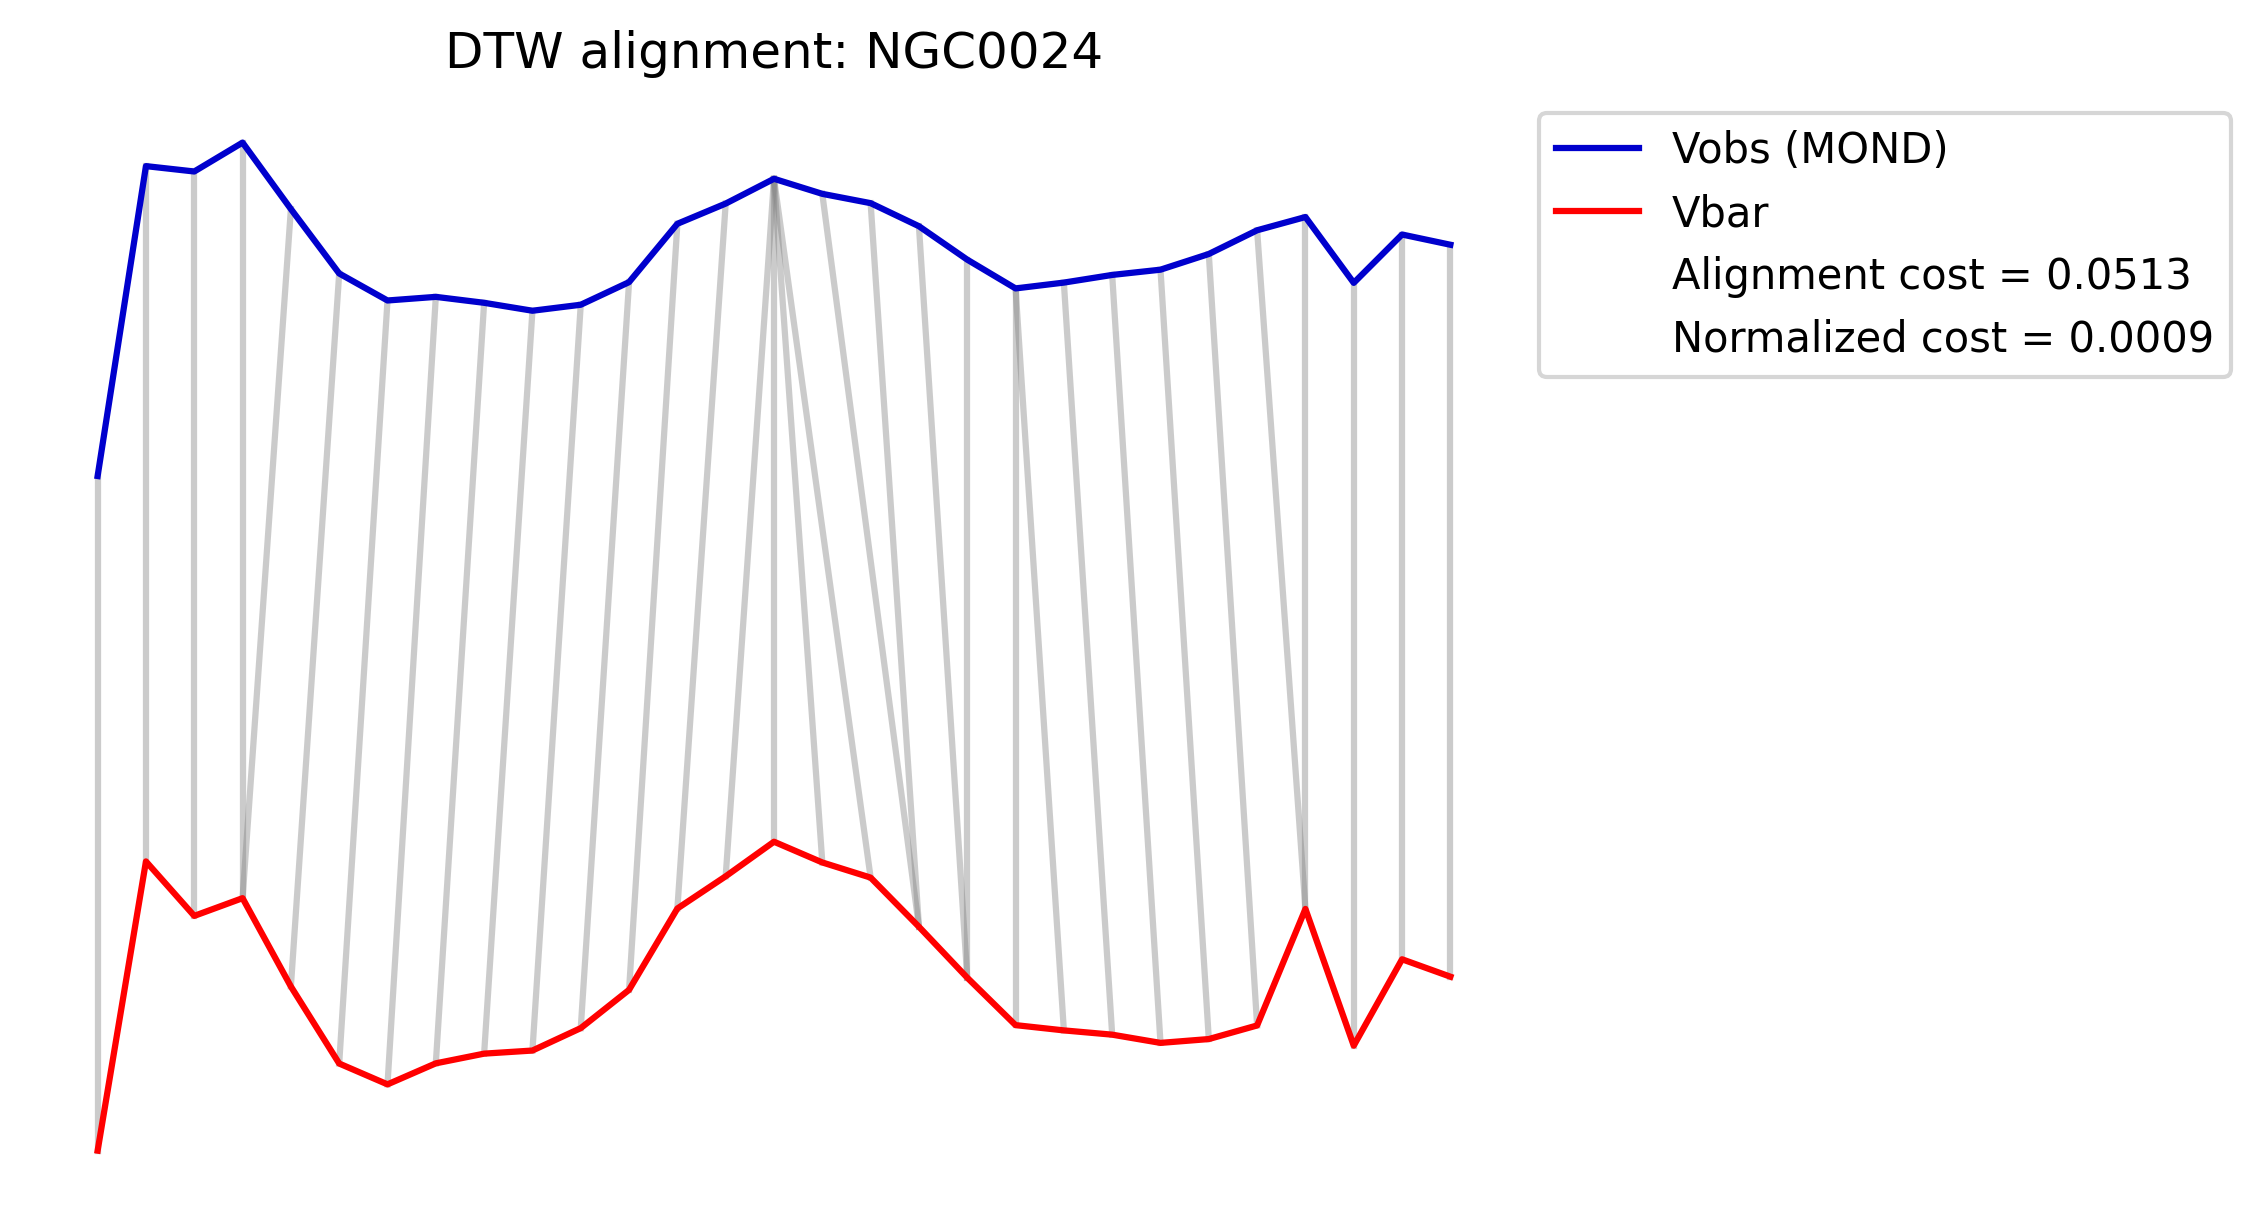 DTW alignment: NGC0024
Vobs (MOND)
Vbar
Alignment cost = 0.0513
Normalized cost = 0.0009